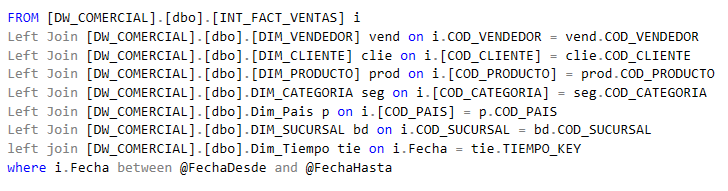 FROM [DW_COMERCIAL].[dbo].[INT_FACT_VENTAS] i
Left Join [DW_COMERCIAL].[dbo].[DIM_VENDEDOR] vend on i.COD_VENDEDOR = vend.COD_VENDEDOR
Left Join [DW_COMERCIAL].[dbo].[DIM_CLIENTE] clie on i.[COD_CLIENTE] = clie.COD_CLIENTE
Left Join [DW_COMERCIAL].[dbo].[DIM_PRODUCTO] prod on i.[COD_PRODUCTO] = prod.COD_PRODUCTO
Left Join [DW_COMERCIAL].[dbo].DIM_CATEGORIA seg on i.[COD_CATEGORIA] = seg.COD_CATEGORIA
Left Join [DW_COMERCIAL].[dbo].Dim_Pais p on i.[COD_PAIS] = p.COD_PAIS
Left Join [DW_COMERCIAL].[dbo].DIM_SUCURSAL bd on i.COD_SUCURSAL = bd.COD_SUCURSAL
left join [DW_COMERCIAL].[dbo].Dim_Tiempo tie on i.Fecha = tie.TIEMPO_KEY
where i.Fecha between @FechaDesde and @FechaHasta